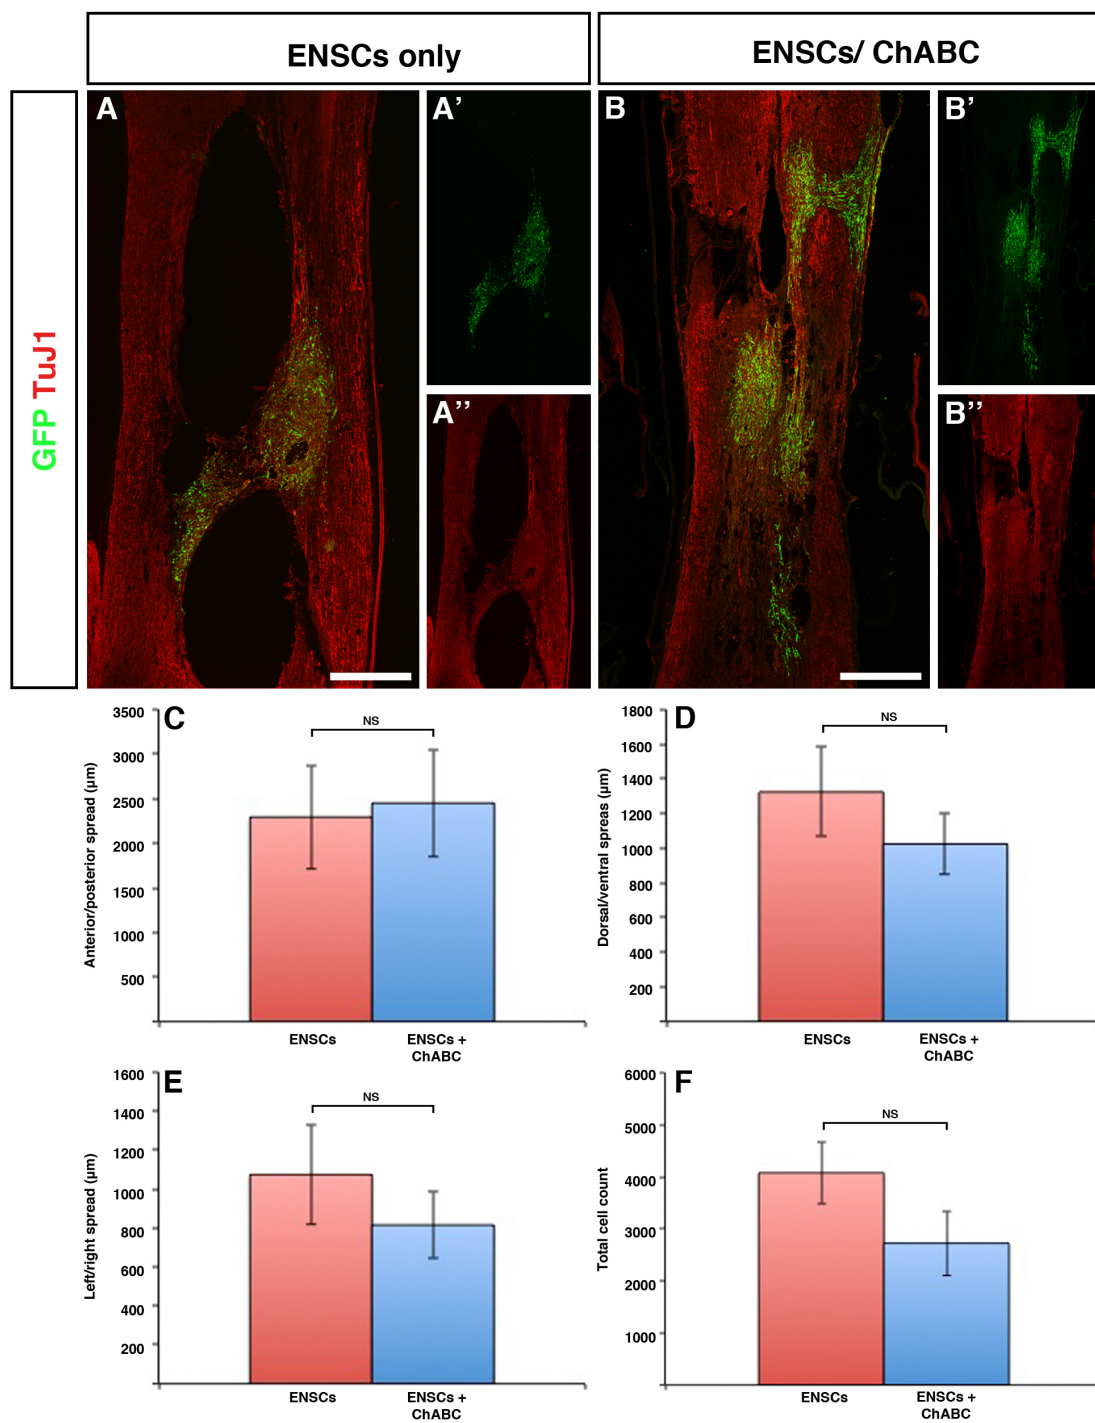 ENSCs only
ENSCs/ ChABC
GFP TuJ1
A
A’
A’’
B
B’
B’’
C
NS
Anterior/posterior spread (μm)
3500
3000
2500
2000
1500
1000
500
ENSCs
ENSCs +
ChABC
D
NS
Dorsal/ventral spreas (μm)
1800
1600
1400
1200
1000
800
600
400
200
ENSCs
ENSCs +
ChABC
E
NS
Left/right spread (μm)
1600
1400
1200
1000
800
600
400
200
ENSCs
ENSCs +
ChABC
F
NS
Total cell count
6000
5000
4000
3000
2000
1000
ENSCs
ENSCs +
ChABC